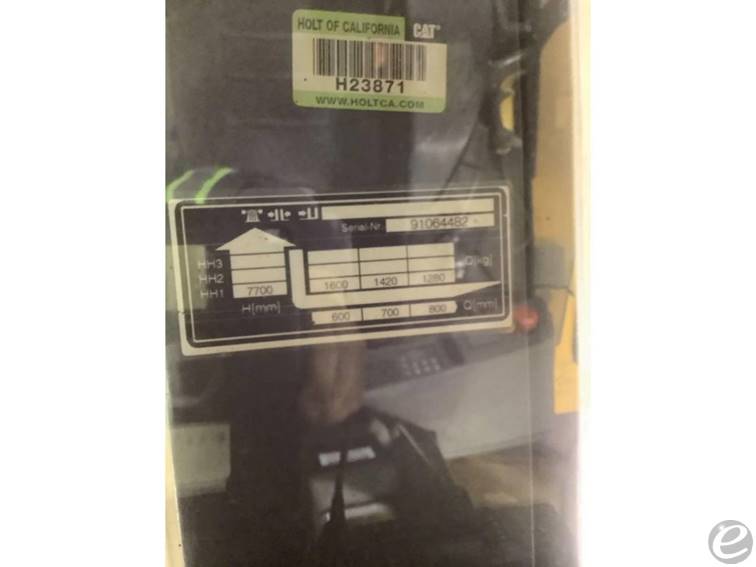 HOLT OF CALIFORNIA CAT
H23871
WWW.HOLTCA.COM
Serial-Nr. 91064482
HH3 Q[kg]
HH2
HH1 7700 1600 1420 1280
H[mm] Q[mm]
600 700 800
e